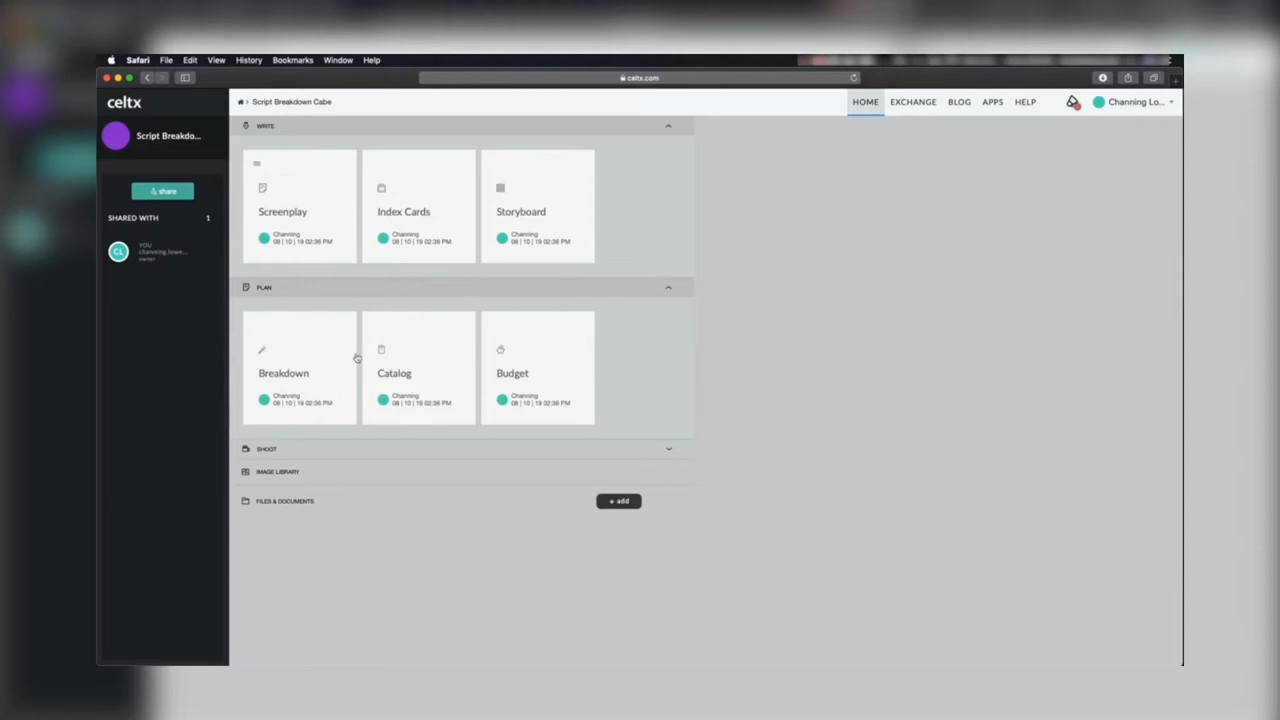 Safari File Edit View History Bookmarks Window Help
celtx.com
celtx
Script Breakdown Cabe
HOME EXCHANGE BLOG APPS HELP
Channing Lo...
Script Breakdo...
share
SHARED WITH 1
CL
YOU
channing.lowe...
owner
WRITE
Screenplay
Channing
08 | 10 | 19 02:36 PM
Index Cards
Channing
08 | 10 | 19 02:36 PM
Storyboard
Channing
08 | 10 | 19 02:36 PM
PLAN
Breakdown
Channing
08 | 10 | 19 02:36 PM
Catalog
Channing
08 | 10 | 19 02:36 PM
Budget
Channing
08 | 10 | 19 02:36 PM
SHOOT
IMAGE LIBRARY
FILES & DOCUMENTS
+ add